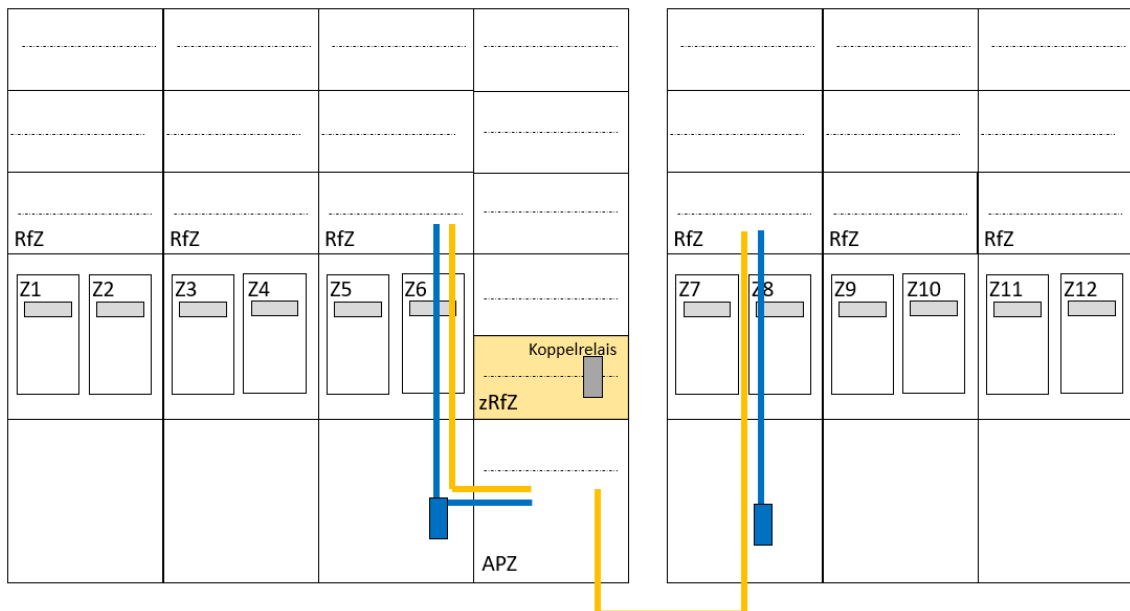 RfZ
RfZ
RfZ
RfZ
RfZ
RfZ
Z1
Z2
Z3
Z4
Z5
Z6
Z7
Z8
Z9
Z10
Z11
Z12
Koppelrelais
zRfZ
APZ